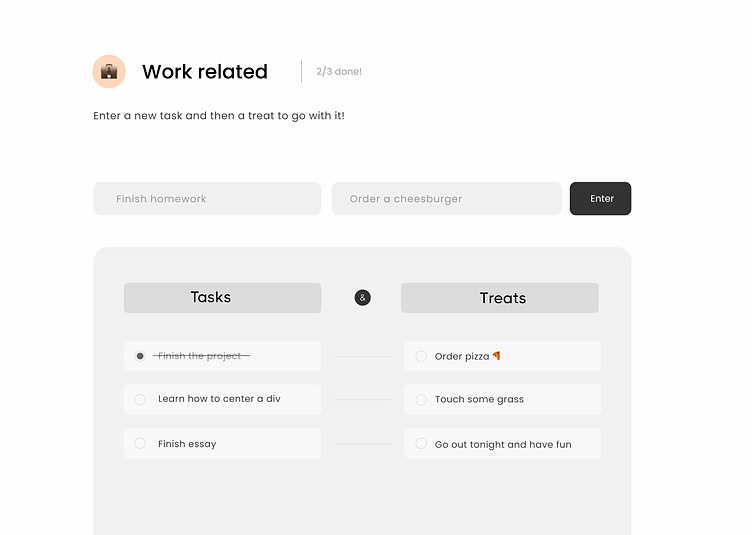 Work related
2/3 done!
Enter a new task and then a treat to go with it!
Finish homework
Order a cheesburger
Enter
Tasks
&
Treats
Finish the project
Order pizza 🍕
Learn how to center a div
Touch some grass
Finish essay
Go out tonight and have fun